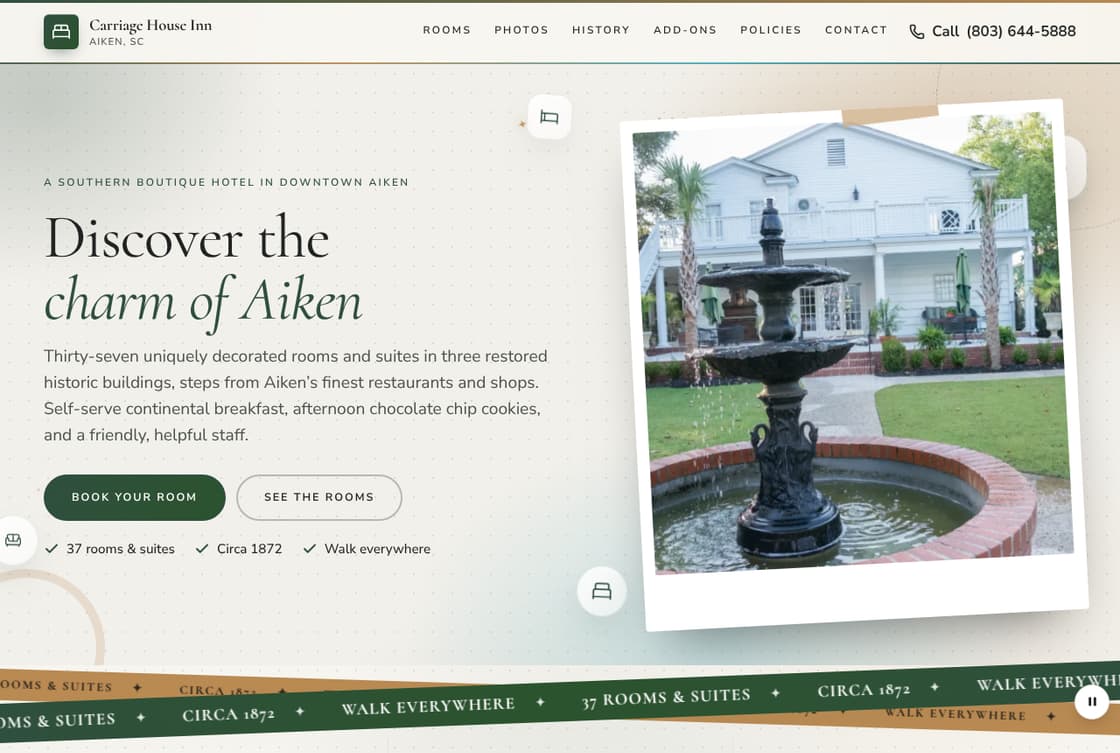 Carriage House Inn
AIKEN, SC
ROOMS PHOTOS HISTORY ADD-ONS POLICIES CONTACT Call (803) 644-5888
A SOUTHERN BOUTIQUE HOTEL IN DOWNTOWN AIKEN
Discover the
charm of Aiken
Thirty-seven uniquely decorated rooms and suites in three restored
historic buildings, steps from Aiken’s finest restaurants and shops.
Self-serve continental breakfast, afternoon chocolate chip cookies,
and a friendly, helpful staff.
BOOK YOUR ROOM SEE THE ROOMS
37 rooms & suites Circa 1872 Walk everywhere
OOMS & SUITES ✦ CIRCA 1872 ✦
OMS & SUITES ✦ CIRCA 1872 ✦ WALK EVERYWHERE ✦ 37 ROOMS & SUITES ✦ CIRCA 1872 ✦ WALK EVERYWH
WALK EVERYWHERE ✦